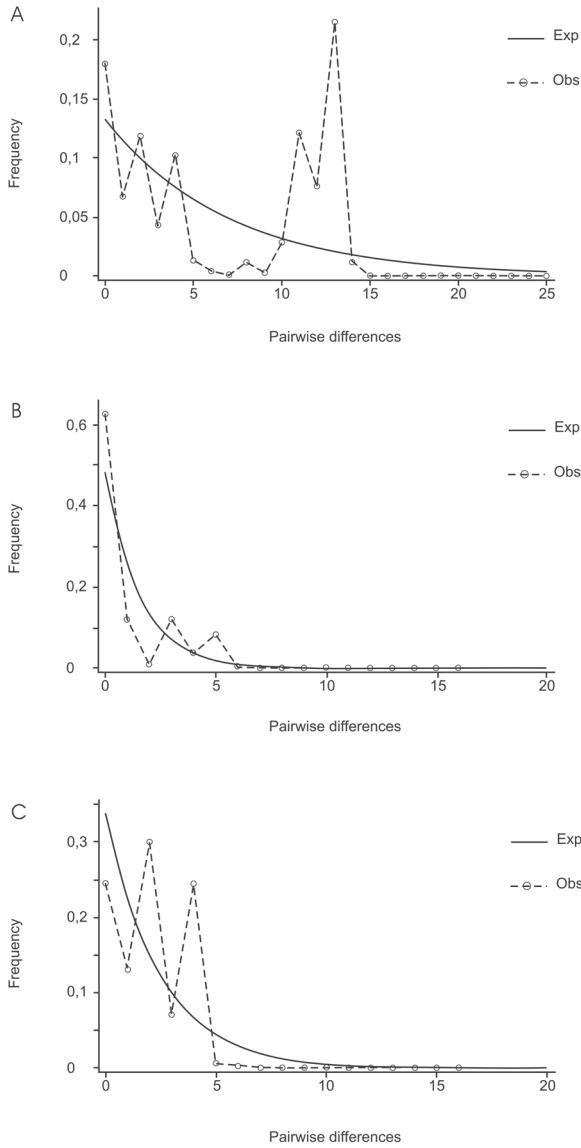 A
0,2
0,15
0,1
0,05
0
Frequency
Exp
Obs
0 5 10 15 20 25
Pairwise differences
B
0,6
0,4
0,2
0
Frequency
Exp
Obs
0 5 10 15 20
Pairwise differences
C
0,3
0,2
0,1
0
Frequency
Exp
Obs
0 5 10 15 20
Pairwise differences